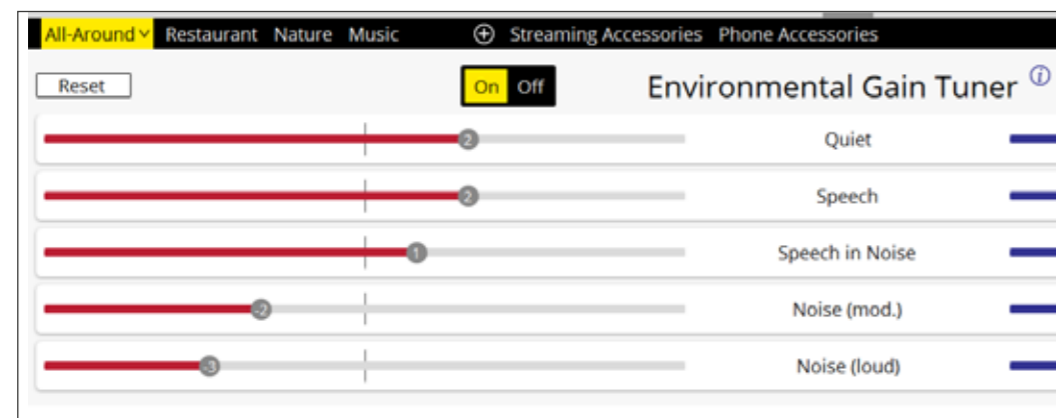 All-Around Restaurant Nature Music Streaming Accessories Phone Accessories
Reset On Off Environmental Gain Tuner i
2 Quiet
2 Speech
1 Speech in Noise
-2 Noise (mod.)
-3 Noise (loud)